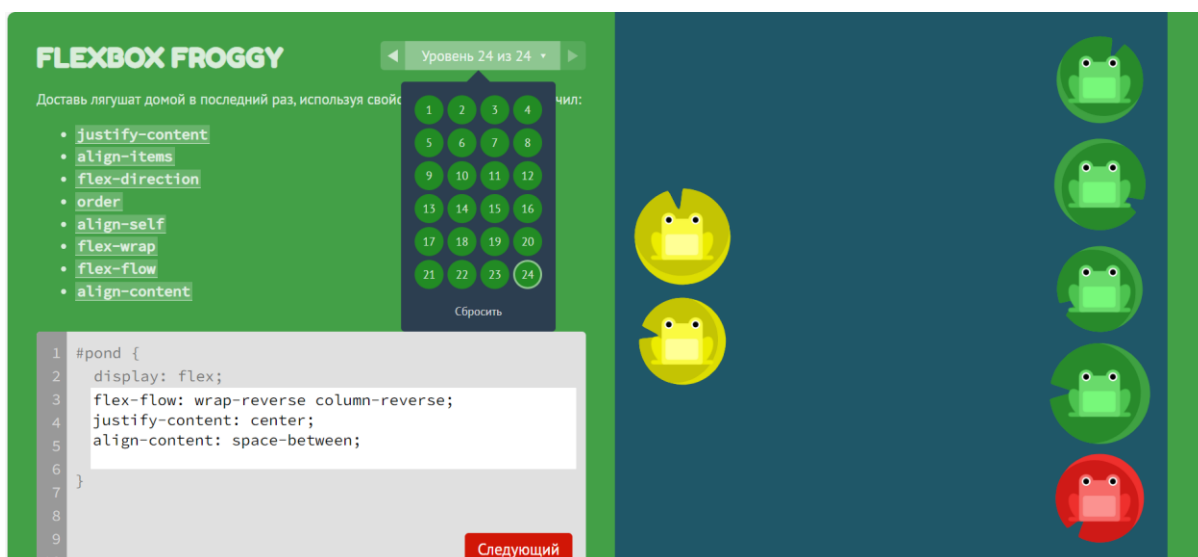 FLEXBOX FROGGY
◀ Уровень 24 из 24 ▾ ▶
Доставь лягушат домой в последний раз, используя свойс чил:
• justify-content
• align-items
• flex-direction
• order
• align-self
• flex-wrap
• flex-flow
• align-content
1 2 3 4
5 6 7 8
9 10 11 12
13 14 15 16
17 18 19 20
21 22 23 24
Сбросить
1 #pond {
2 display: flex;
3 flex-flow: wrap-reverse column-reverse;
4 justify-content: center;
5 align-content: space-between;
6
7 }
8
9
Следующий